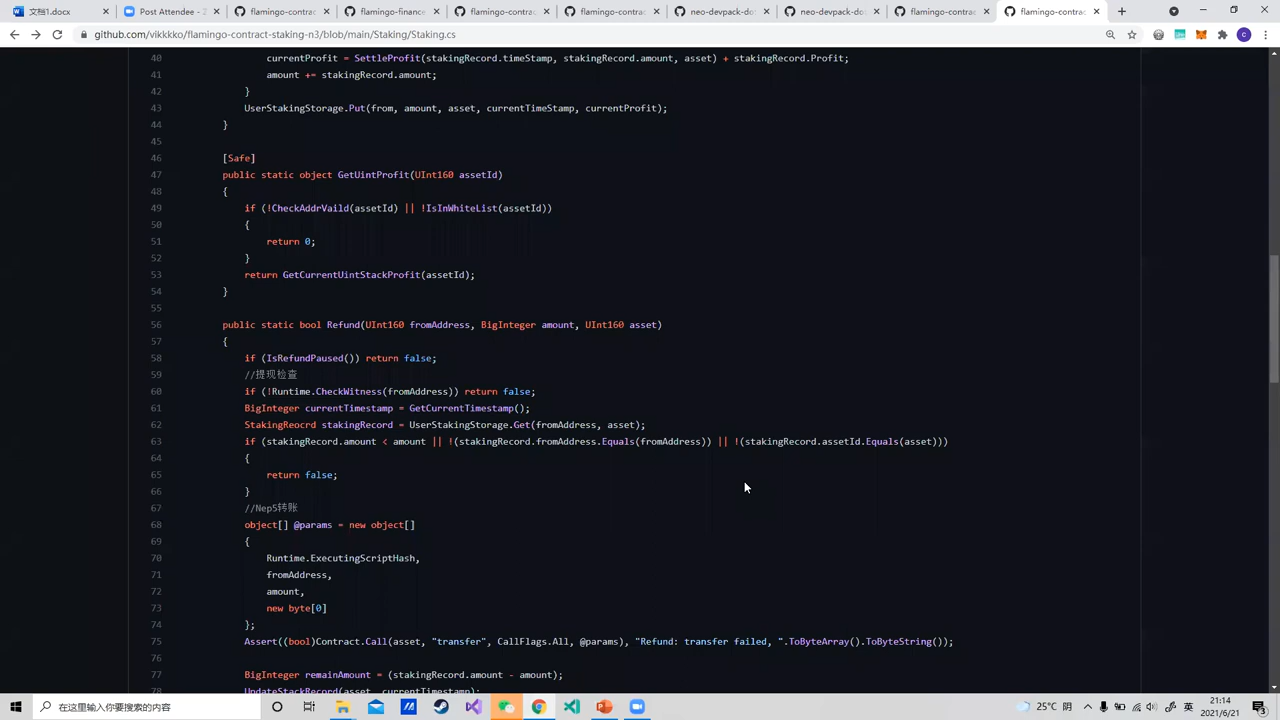 文档1.docx
Post Attendee - Z
flamingo-contrac
flamingo-finance
flamingo-contrac
flamingo-contrac
neo-devpack-dot
neo-devpack-dot
flamingo-contrac
flamingo-contrac
github.com/vikkkko/flamingo-contract-staking-n3/blob/main/Staking/Staking.cs
40 currentProfit = SettleProfit(stakingRecord.timeStamp, stakingRecord.amount, asset) + stakingRecord.Profit;
41 amount += stakingRecord.amount;
42 }
43 UserStakingStorage.Put(from, amount, asset, currentTimeStamp, currentProfit);
44 }
45
46 [Safe]
47 public static object GetUintProfit(UInt160 assetId)
48 {
49 if (!CheckAddrVaild(assetId) || !IsInWhiteList(assetId))
50 {
51 return 0;
52 }
53 return GetCurrentUintStackProfit(assetId);
54 }
55
56 public static bool Refund(UInt160 fromAddress, BigInteger amount, UInt160 asset)
57 {
58 if (IsRefundPaused()) return false;
59 //提现检查
60 if (!Runtime.CheckWitness(fromAddress)) return false;
61 BigInteger currentTimestamp = GetCurrentTimestamp();
62 StakingReocrd stakingRecord = UserStakingStorage.Get(fromAddress, asset);
63 if (stakingRecord.amount < amount || !(stakingRecord.fromAddress.Equals(fromAddress)) || !(stakingRecord.assetId.Equals(asset)))
64 {
65 return false;
66 }
67 //Nep5转账
68 object[] @params = new object[]
69 {
70 Runtime.ExecutingScriptHash,
71 fromAddress,
72 amount,
73 new byte[0]
74 };
75 Assert((bool)Contract.Call(asset, "transfer", CallFlags.All, @params), "Refund: transfer failed, ".ToByteArray().ToByteString());
76
77 BigInteger remainAmount = (stakingRecord.amount - amount);
78 UpdateStackRecord(asset, currentTimestamp);
在这里输入你要搜索的内容
25°C 阴
英
21:14
2021/6/21
3